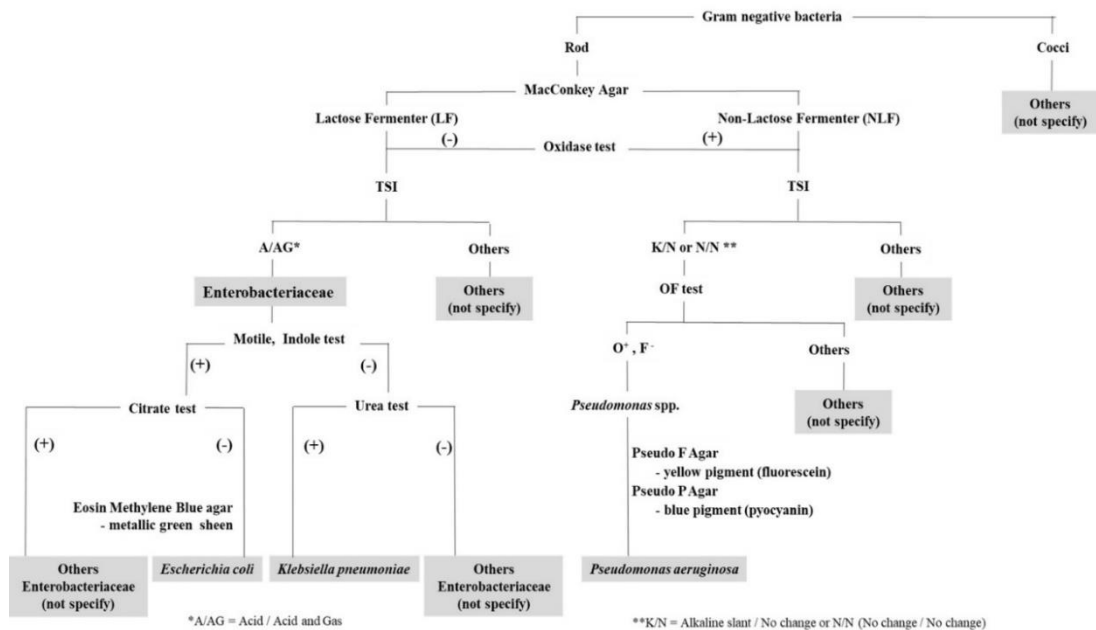 Gram negative bacteria
Rod
Cocci
MacConkey Agar
Others
(not specify)
Lactose Fermenter (LF)
Non-Lactose Fermenter (NLF)
(-)
Oxidase test
(+)
TSI
TSI
A/AG*
Others
K/N or N/N **
Others
Enterobacteriaceae
Others
(not specify)
OF test
Others
(not specify)
Motile, Indole test
(+)
(-)
O⁺ , F⁻
Others
Citrate test
Urea test
Pseudomonas spp.
Others
(not specify)
(+)
(-)
(+)
(-)
Pseudo F Agar
- yellow pigment (fluorescein)
Pseudo P Agar
- blue pigment (pyocyanin)
Eosin Methylene Blue agar
- metallic green sheen
Others
Enterobacteriaceae
(not specify)
Escherichia coli
Klebsiella pneumoniae
Others
Enterobacteriaceae
(not specify)
Pseudomonas aeruginosa
*A/AG = Acid / Acid and Gas
**K/N = Alkaline slant / No change or N/N (No change / No change)